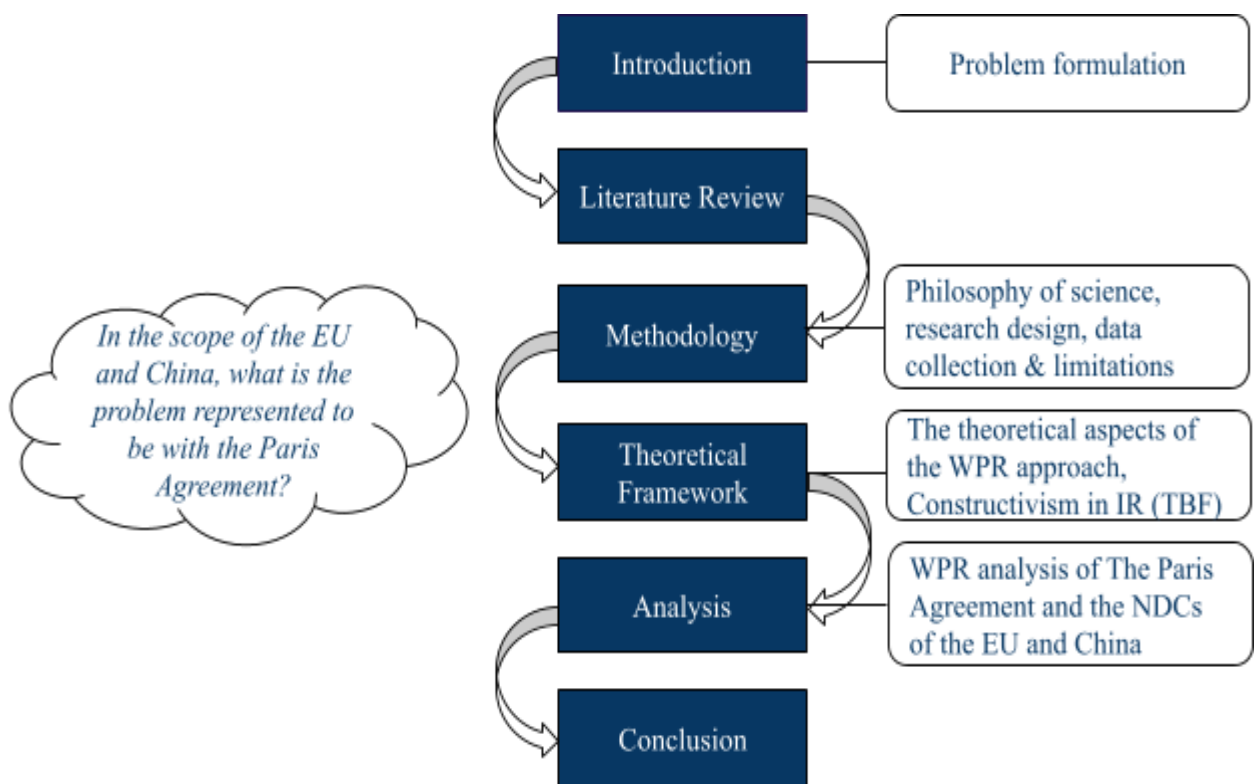 Introduction
Problem formulation
Literature Review
Methodology
Philosophy of science,
research design, data
collection & limitations
In the scope of the EU
and China, what is the
problem represented to
be with the Paris
Agreement?
Theoretical
Framework
The theoretical aspects of
the WPR approach,
Constructivism in IR (TBF)
Analysis
WPR analysis of The Paris
Agreement and the NDCs
of the EU and China
Conclusion